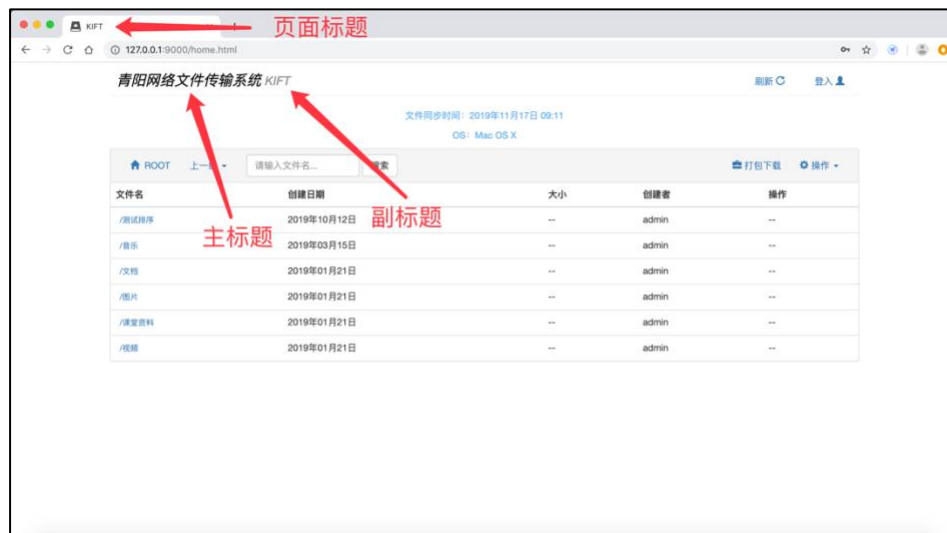 KIFT
页面标题
127.0.0.1:9000/home.html
青阳网络文件传输系统 KIFT
刷新
登入
文件同步时间：2019年11月17日 09:11
OS：Mac OS X
ROOT
请输入文件名...
打包下载
操作
文件名 创建日期 大小 创建者 操作
副标题
主标题
/测试排序 2019年10月12日 -- admin --
/音乐 2019年03月15日 -- admin --
/文档 2019年01月21日 -- admin --
/图片 2019年01月21日 -- admin --
/课堂资料 2019年01月21日 -- admin --
/视频 2019年01月21日 -- admin --